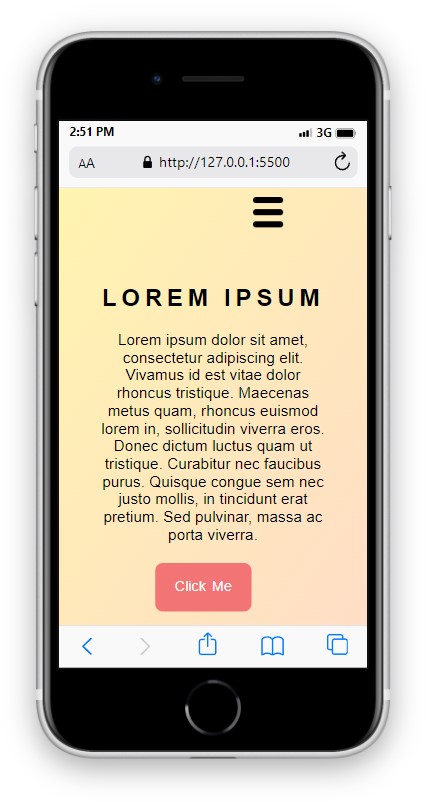 2:51 PM
3G
AA
http://127.0.0.1:5500
LOREM IPSUM
Lorem ipsum dolor sit amet,
consectetur adipiscing elit.
Vivamus id est vitae dolor
rhoncus tristique. Maecenas
metus quam, rhoncus euismod
lorem in, sollicitudin viverra eros.
Donec dictum luctus quam ut
tristique. Curabitur nec faucibus
purus. Quisque congue sem nec
justo mollis, in tincidunt erat
pretium. Sed pulvinar, massa ac
porta viverra.
Click Me